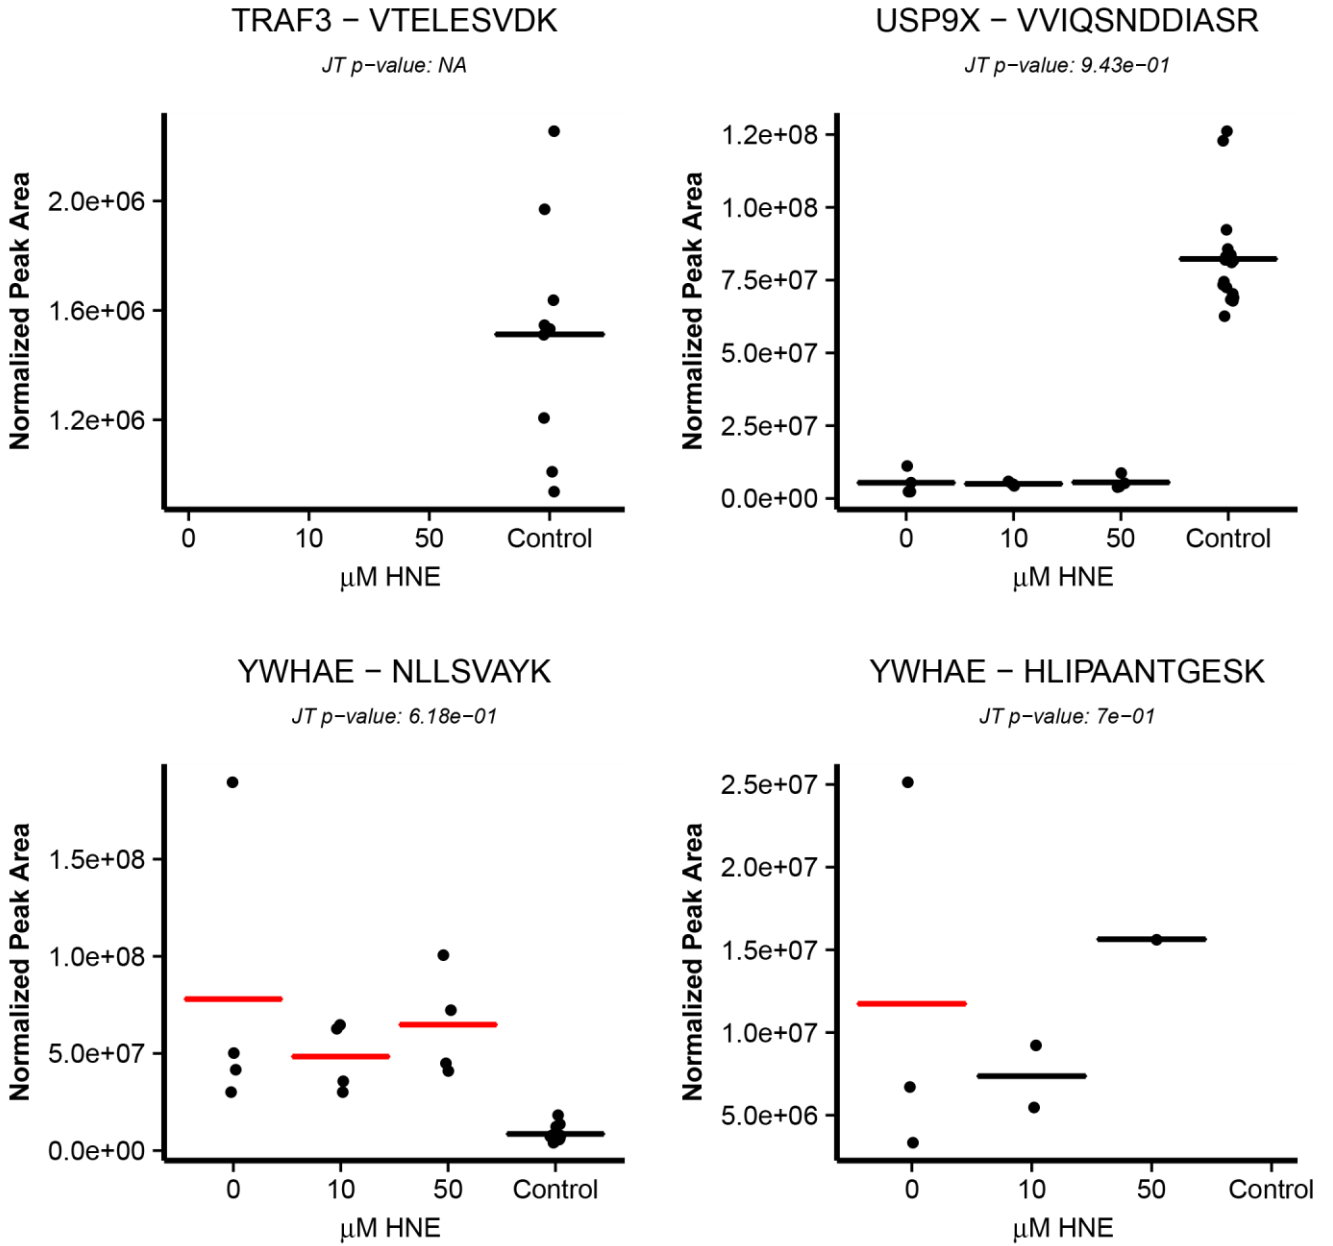 TRAF3 − VTELESVDK
JT p−value: NA
Normalized Peak Area
2.0e+06
1.6e+06
1.2e+06
0 10 50 Control
μM HNE
USP9X − VVIQSNDDIASR
JT p−value: 9.43e−01
Normalized Peak Area
1.2e+08
1.0e+08
7.5e+07
5.0e+07
2.5e+07
0.0e+00
0 10 50 Control
μM HNE
YWHAE − NLLSVAYK
JT p−value: 6.18e−01
Normalized Peak Area
1.5e+08
1.0e+08
5.0e+07
0.0e+00
0 10 50 Control
μM HNE
YWHAE − HLIPAANTGESK
JT p−value: 7e−01
Normalized Peak Area
2.5e+07
2.0e+07
1.5e+07
1.0e+07
5.0e+06
0 10 50 Control
μM HNE